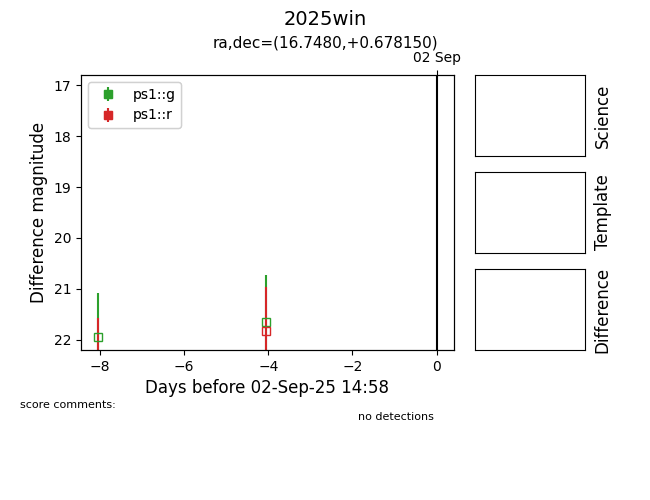 2025win
ra,dec=(16.7480,+0.678150)
02 Sep
ps1::g
ps1::r
17
18
19
20
21
22
Difference magnitude
−8
−6
−4
−2
0
Days before 02-Sep-25 14:58
Science
Template
Difference
score comments:
no detections